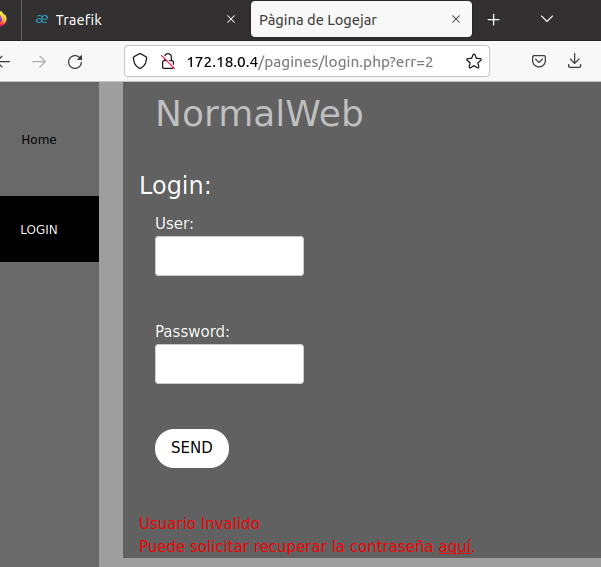 Traefik
Pàgina de Logejar
172.18.0.4/pagines/login.php?err=2
NormalWeb
Home
Login:
LOGIN
User:
Password:
SEND
Usuario Invalido
Puede solicitar recuperar la contraseña aquí.